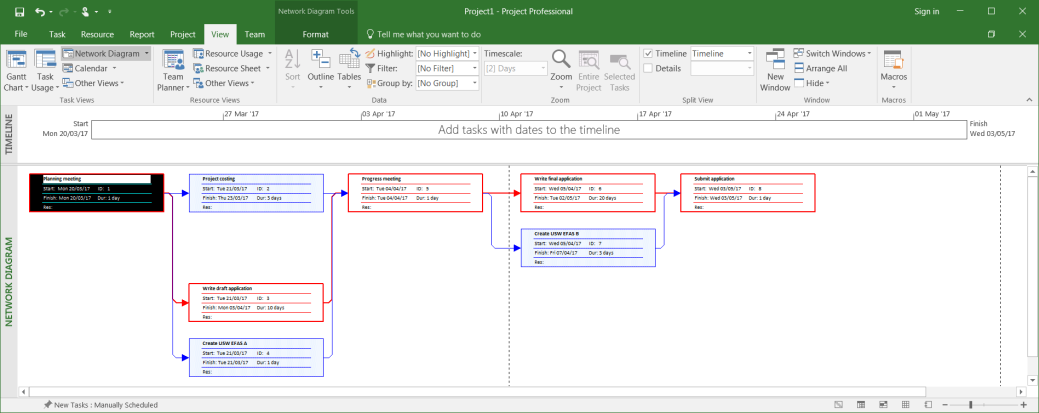 Network Diagram Tools
Project1 - Project Professional
Sign in
File Task Resource Report Project View Team Format Tell me what you want to do
Network Diagram
Calendar
Other Views
Gantt Chart
Task Usage
Task Views
Team Planner
Resource Usage
Resource Sheet
Other Views
Resource Views
Sort
Outline
Tables
Highlight: [No Highlight]
Filter: [No Filter]
Group by: [No Group]
Data
Timescale:
[2] Days
Zoom
Entire Project
Selected Tasks
Zoom
Timeline Timeline
Details
Split View
New Window
Switch Windows
Arrange All
Hide
Window
Macros
Macros
TIMELINE
27 Mar '17 03 Apr '17 10 Apr '17 17 Apr '17 24 Apr '17 01 May '17
Start
Mon 20/03/17
Add tasks with dates to the timeline
Finish
Wed 03/05/17
NETWORK DIAGRAM
Planning meeting
Start: Mon 20/03/17 ID: 1
Finish: Mon 20/03/17 Dur: 1 day
Res:
Project costing
Start: Tue 21/03/17 ID: 2
Finish: Thu 23/03/17 Dur: 3 days
Res:
Progress meeting
Start: Tue 04/04/17 ID: 5
Finish: Tue 04/04/17 Dur: 1 day
Res:
Write final application
Start: Wed 05/04/17 ID: 6
Finish: Tue 02/05/17 Dur: 20 days
Res:
Submit application
Start: Wed 03/05/17 ID: 8
Finish: Wed 03/05/17 Dur: 1 day
Res:
Create USW EFAS B
Start: Wed 05/04/17 ID: 7
Finish: Fri 07/04/17 Dur: 3 days
Res:
Write draft application
Start: Tue 21/03/17 ID: 3
Finish: Mon 03/04/17 Dur: 10 days
Res:
Create USW EFAS A
Start: Tue 21/03/17 ID: 4
Finish: Tue 21/03/17 Dur: 1 day
Res:
New Tasks : Manually Scheduled